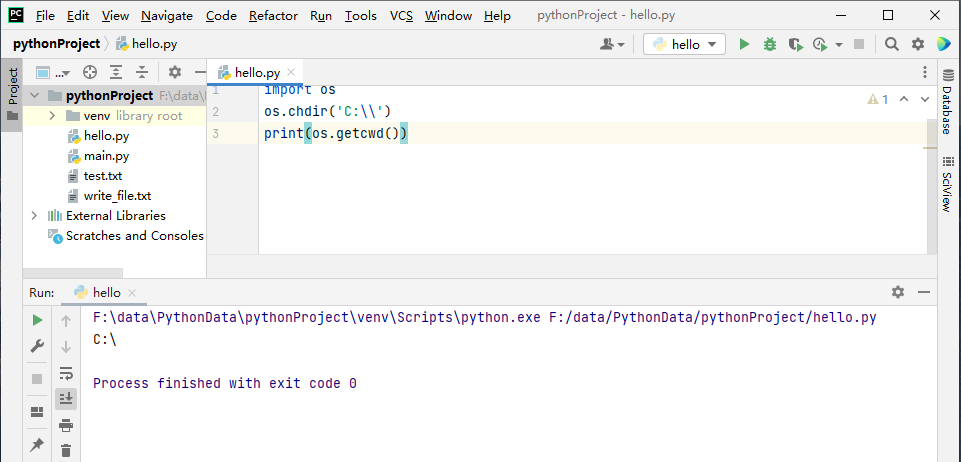 PC File Edit View Navigate Code Refactor Run Tools VCS Window Help pythonProject - hello.py
pythonProject hello.py hello
Project
...
hello.py
pythonProject F:\data\
venv library root
hello.py
main.py
test.txt
write_file.txt
External Libraries
Scratches and Consoles
1 import os
2 os.chdir('C:\\')
3 print(os.getcwd())
1
Database
SciView
Run: hello
F:\data\PythonData\pythonProject\venv\Scripts\python.exe F:/data/PythonData/pythonProject/hello.py
C:\
Process finished with exit code 0